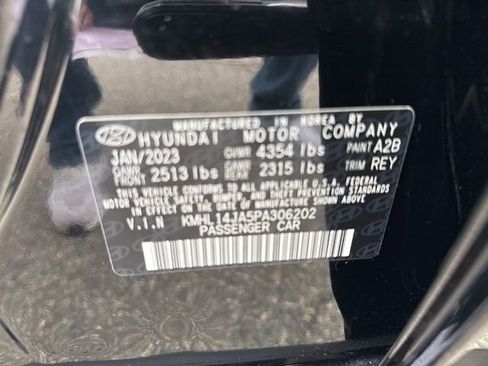 MANUFACTURED IN KOREA BY
HYUNDAI MOTOR COMPANY
JAN/2023 GVWR 4354 lbs PAINT A2B
GAWR FRONT 2513 lbs GAWR REAR 2315 lbs TRIM REY
THIS VEHICLE CONFORMS TO ALL APPLICABLE U.S.A. FEDERAL
MOTOR VEHICLE SAFETY, BUMPER, AND THEFT PREVENTION STANDARDS
IN EFFECT ON THE DATE OF MANUFACTURE SHOWN ABOVE.
V.I.N KMHL14JA5PA306202
PASSENGER CAR